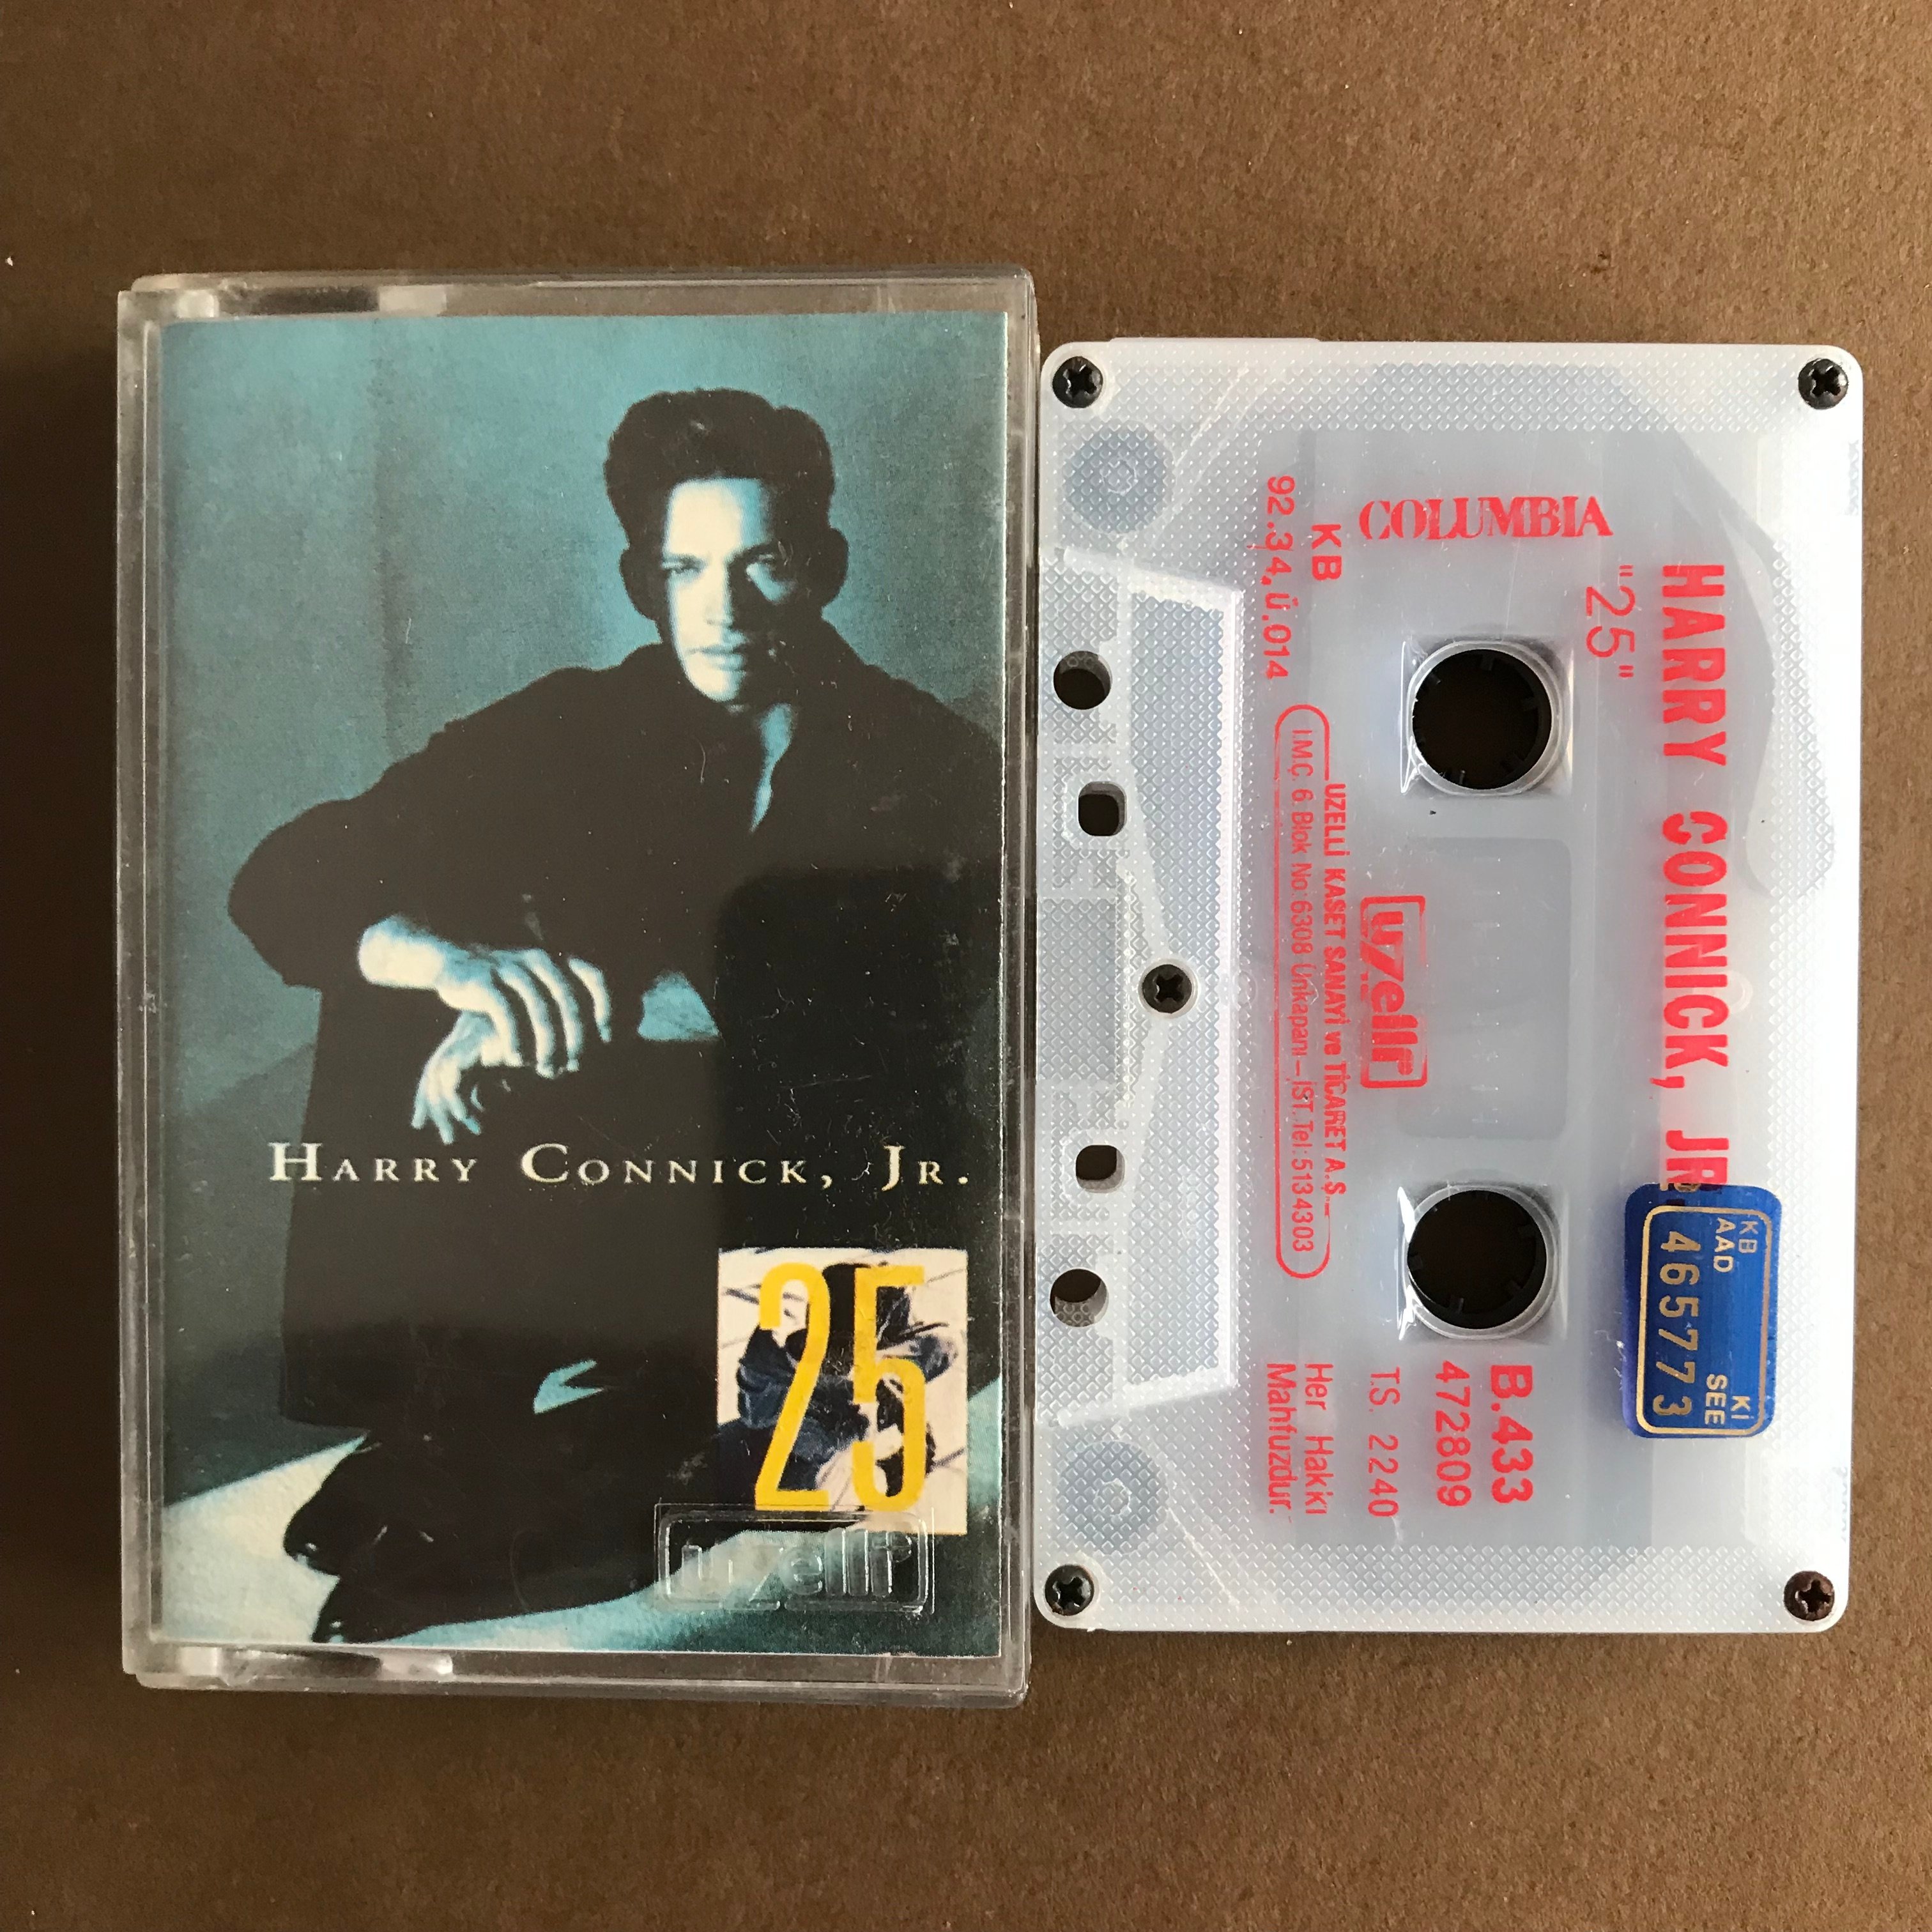 HARRY CONNICK, JR.
25
uzelli
HARRY CONNICK, JR.
"25"
COLUMBIA
KB
92.34.Ü.014
uzelli
UZELLİ KASET SANAYİ ve TİCARET A.Ş.
İ.M.Ç. 6. Blok No: 6308 Unkapanı - İST. Tel: 5134303
B.433
472809
T.S. 2240
Her Hakkı
Mahfuzdur.
KB Kİ
AAD SEE
465773